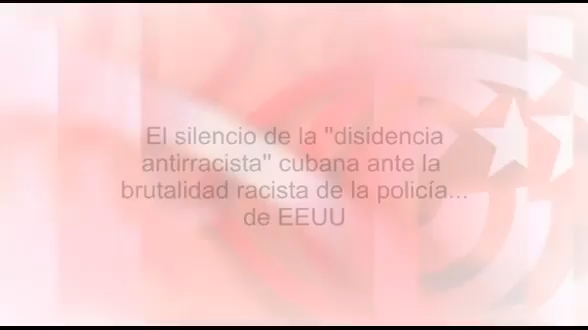 El silencio de la "disidencia
antirracista" cubana ante la
brutalidad racista de la policía...
de EEUU